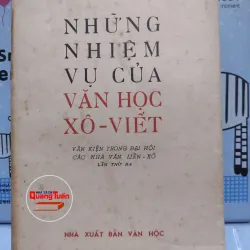 NHỮNG
NHIỆM
VỤ CỦA
VĂN HỌC
XÔ-VIẾT
VĂN KIỆN TRONG ĐẠI HỘI
CÁC NHÀ VĂN LIÊN-XÔ
LẦN THỨ BA
Quang Tuấn
NHÀ XUẤT BẢN VĂN HỌC